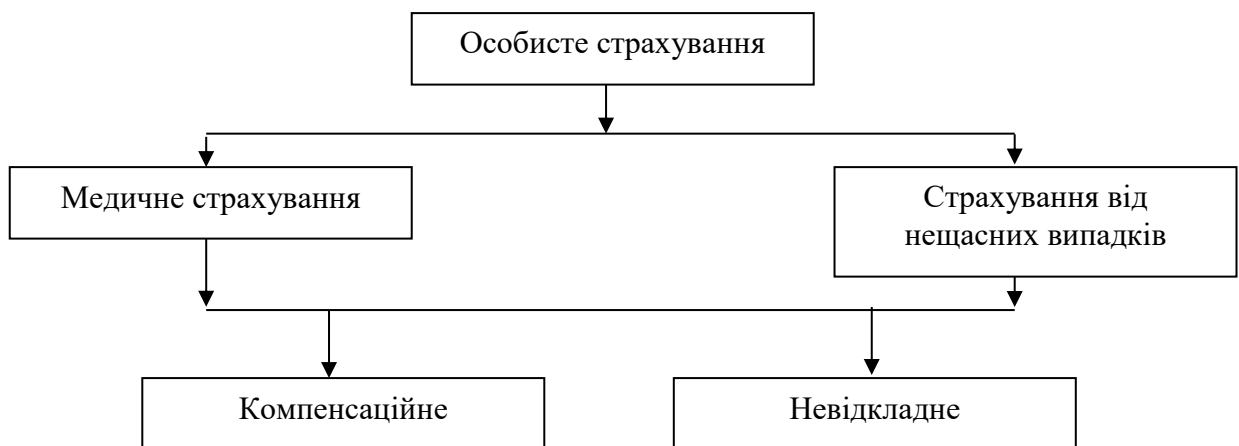 Особисте страхування
Медичне страхування
Страхування від
нещасних випадків
Компенсаційне
Невідкладне